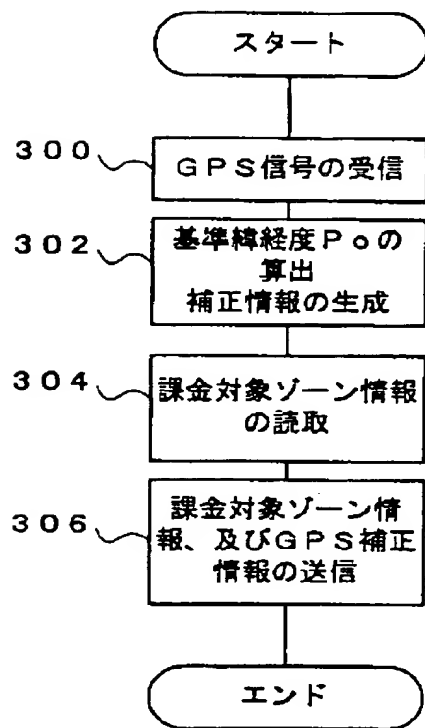 スタート
300
GPS信号の受信
302
基準緯経度Poの
算出
補正情報の生成
304
課金対象ゾーン情報
の読取
306
課金対象ゾーン情
報、及びGPS補正
情報の送信
エンド